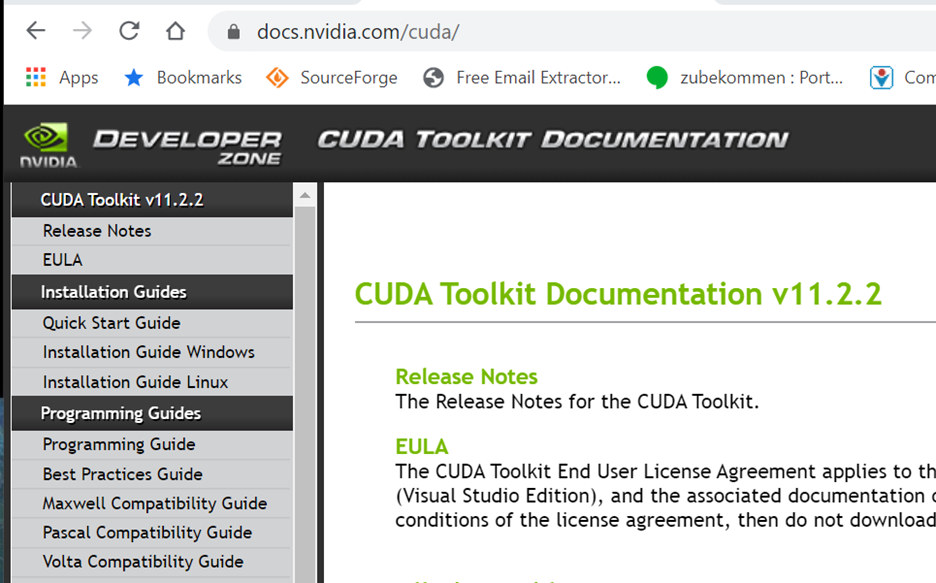 docs.nvidia.com/cuda/
Apps
Bookmarks
SourceForge
Free Email Extractor...
zubekommen : Port...
Com
NVIDIA
DEVELOPER
ZONE
CUDA TOOLKIT DOCUMENTATION
CUDA Toolkit v11.2.2
Release Notes
EULA
Installation Guides
Quick Start Guide
Installation Guide Windows
Installation Guide Linux
Programming Guides
Programming Guide
Best Practices Guide
Maxwell Compatibility Guide
Pascal Compatibility Guide
Volta Compatibility Guide
CUDA Toolkit Documentation v11.2.2
Release Notes
The Release Notes for the CUDA Toolkit.
EULA
The CUDA Toolkit End User License Agreement applies to th
(Visual Studio Edition), and the associated documentation
conditions of the license agreement, then do not download